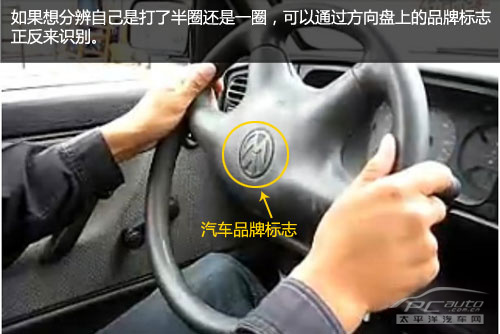 如果想分辨自己是打了半圈还是一圈，可以通过方向盘上的品牌标志
正反来识别。
汽车品牌标志
PCauto
.com.cn
太平洋汽车网